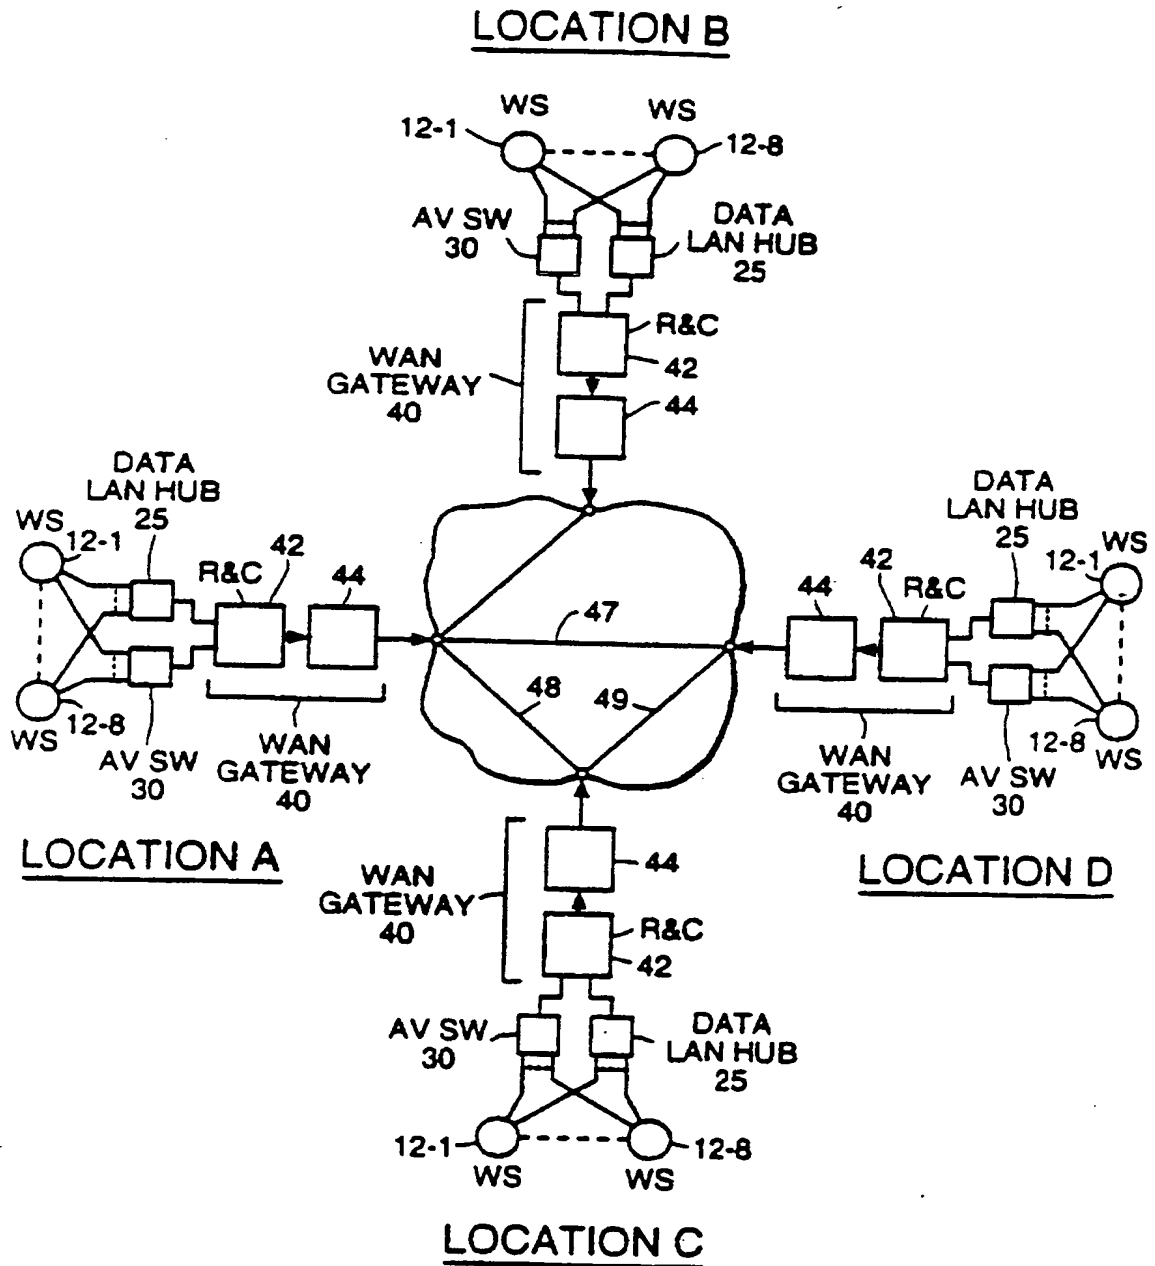 LOCATION B
WS
WS
12-1
12-8
AV SW
30
DATA
LAN HUB
25
R&C
42
WAN
GATEWAY
40
44
DATA
LAN HUB
25
WS
12-1
R&C
42
44
12-8
WS
AV SW
30
WAN
GATEWAY
40
LOCATION A
47
48
49
DATA
LAN HUB
25
WS
12-1
42
R&C
44
12-8
WS
AV SW
30
WAN
GATEWAY
40
LOCATION D
44
WAN
GATEWAY
40
R&C
42
AV SW
30
DATA
LAN HUB
25
12-1
12-8
WS
WS
LOCATION C